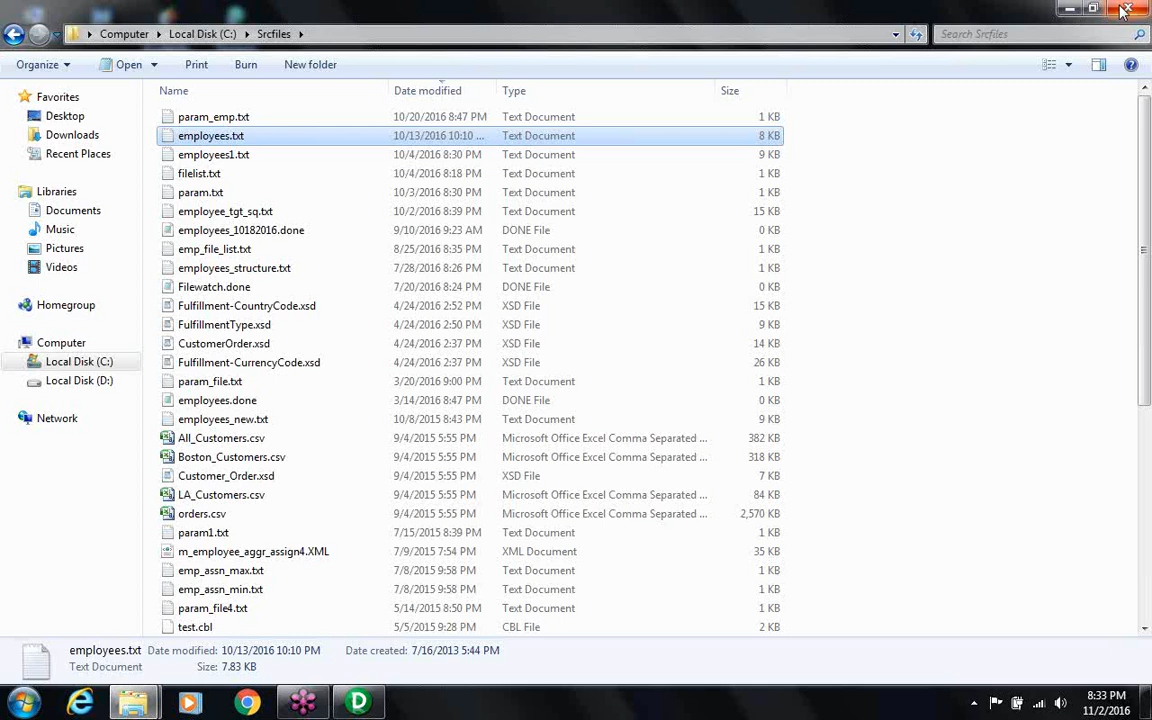 Computer Local Disk (C:) Srcfiles Search Srcfiles
Organize Open Print Burn New folder
Name Date modified Type Size
Favorites
Desktop
Downloads
Recent Places
Libraries
Documents
Music
Pictures
Videos
Homegroup
Computer
Local Disk (C:)
Local Disk (D:)
Network
param_emp.txt 10/20/2016 8:47 PM Text Document 1 KB
employees.txt 10/13/2016 10:10 ... Text Document 8 KB
employees1.txt 10/4/2016 8:30 PM Text Document 9 KB
filelist.txt 10/4/2016 8:18 PM Text Document 1 KB
param.txt 10/3/2016 8:30 PM Text Document 1 KB
employee_tgt_sq.txt 10/2/2016 8:39 PM Text Document 15 KB
employees_10182016.done 9/10/2016 9:23 AM DONE File 0 KB
emp_file_list.txt 8/25/2016 8:35 PM Text Document 1 KB
employees_structure.txt 7/28/2016 8:26 PM Text Document 1 KB
Filewatch.done 7/20/2016 8:24 PM DONE File 0 KB
Fulfillment-CountryCode.xsd 4/24/2016 2:52 PM XSD File 15 KB
FulfillmentType.xsd 4/24/2016 2:50 PM XSD File 9 KB
CustomerOrder.xsd 4/24/2016 2:37 PM XSD File 14 KB
Fulfillment-CurrencyCode.xsd 4/24/2016 2:37 PM XSD File 26 KB
param_file.txt 3/20/2016 9:00 PM Text Document 1 KB
employees.done 3/14/2016 8:47 PM DONE File 0 KB
employees_new.txt 10/8/2015 8:43 PM Text Document 9 KB
All_Customers.csv 9/4/2015 5:55 PM Microsoft Office Excel Comma Separated ... 382 KB
Boston_Customers.csv 9/4/2015 5:55 PM Microsoft Office Excel Comma Separated ... 318 KB
Customer_Order.xsd 9/4/2015 5:55 PM XSD File 7 KB
LA_Customers.csv 9/4/2015 5:55 PM Microsoft Office Excel Comma Separated ... 84 KB
orders.csv 9/4/2015 5:55 PM Microsoft Office Excel Comma Separated ... 2,570 KB
param1.txt 7/15/2015 8:39 PM Text Document 1 KB
m_employee_aggr_assign4.XML 7/9/2015 7:54 PM XML Document 35 KB
emp_assn_max.txt 7/8/2015 9:58 PM Text Document 1 KB
emp_assn_min.txt 7/8/2015 9:58 PM Text Document 1 KB
param_file4.txt 5/14/2015 8:50 PM Text Document 1 KB
test.cbl 5/5/2015 9:28 PM CBL File 2 KB
employees.txt Date modified: 10/13/2016 10:10 PM Date created: 7/16/2013 5:44 PM
Text Document Size: 7.83 KB
8:33 PM
11/2/2016